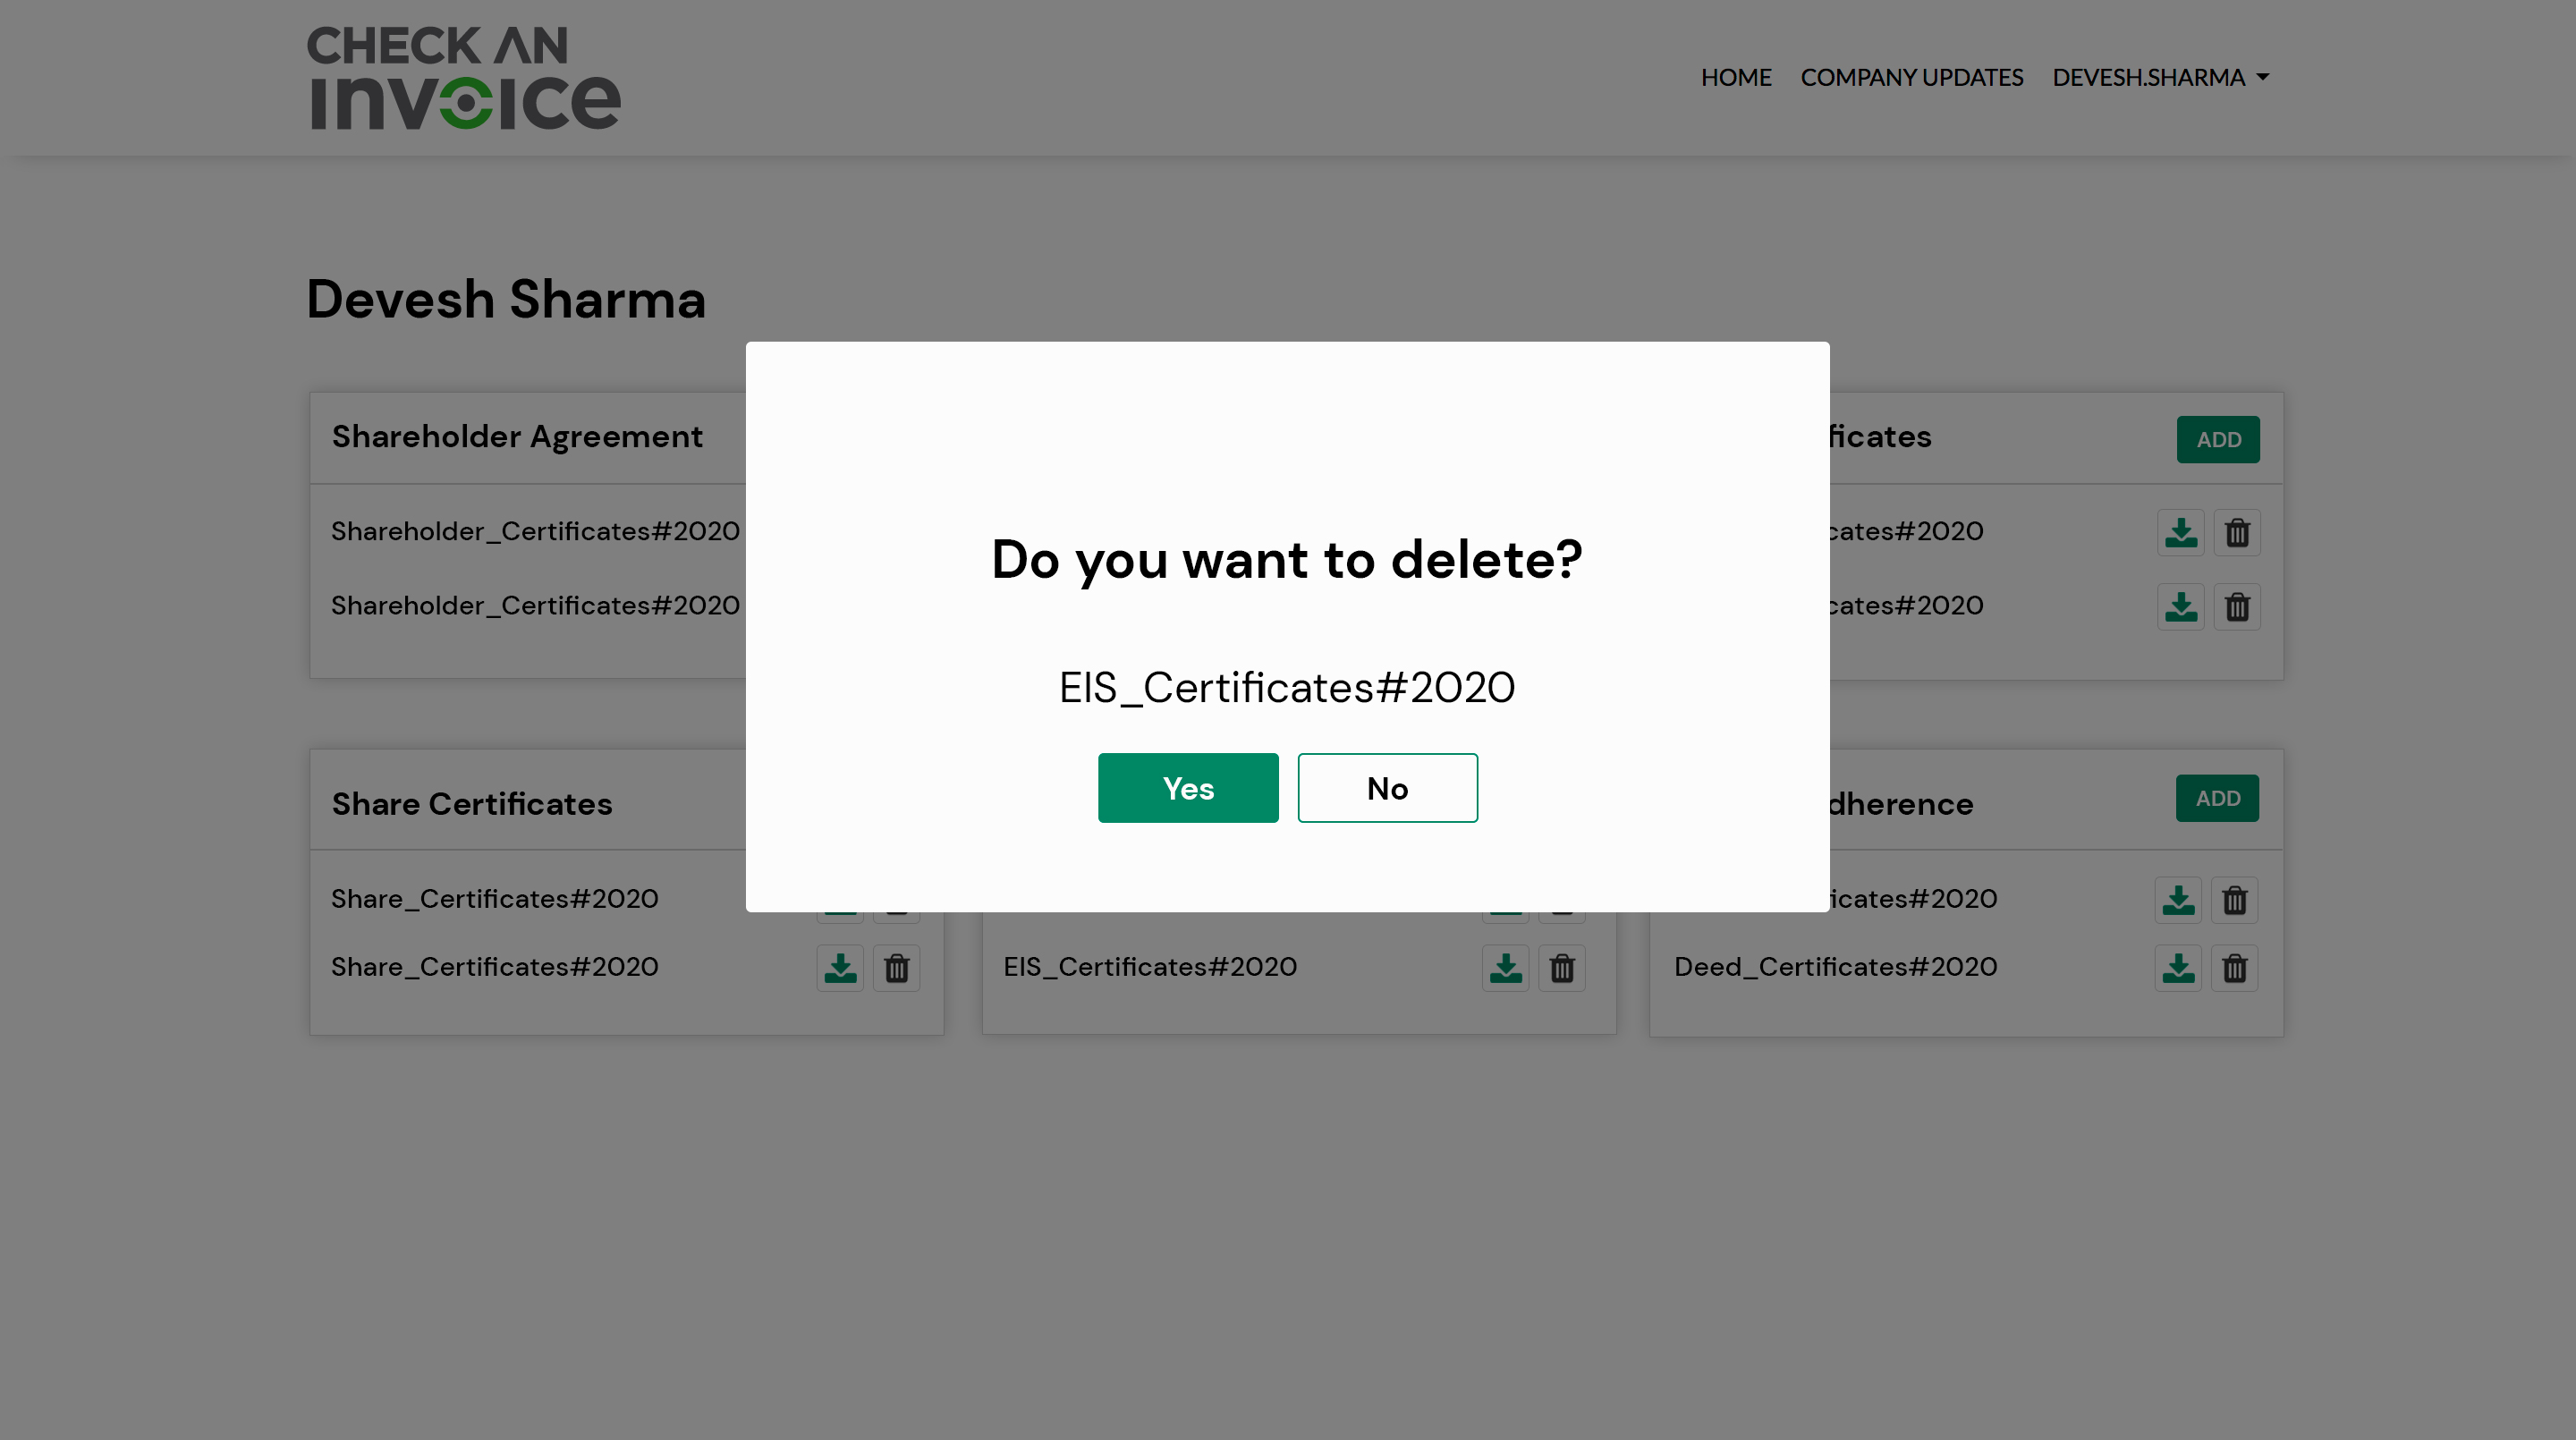 CHECK AN
invoice
HOME COMPANY UPDATES DEVESH.SHARMA
Devesh Sharma
Shareholder Agreement
ficates
ADD
Shareholder_Certificates#2020
cates#2020
Shareholder_Certificates#2020
cates#2020
Do you want to delete?
EIS_Certificates#2020
Yes No
Share Certificates
dherence
ADD
Share_Certificates#2020
icates#2020
Share_Certificates#2020
EIS_Certificates#2020
Deed_Certificates#2020